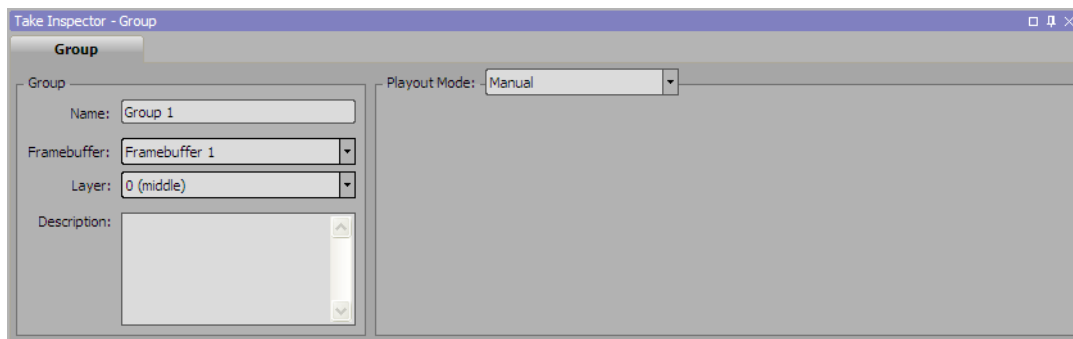 Take Inspector - Group
Group
Group
Playout Mode: Manual
Name: Group 1
Framebuffer: Framebuffer 1
Layer: 0 (middle)
Description: